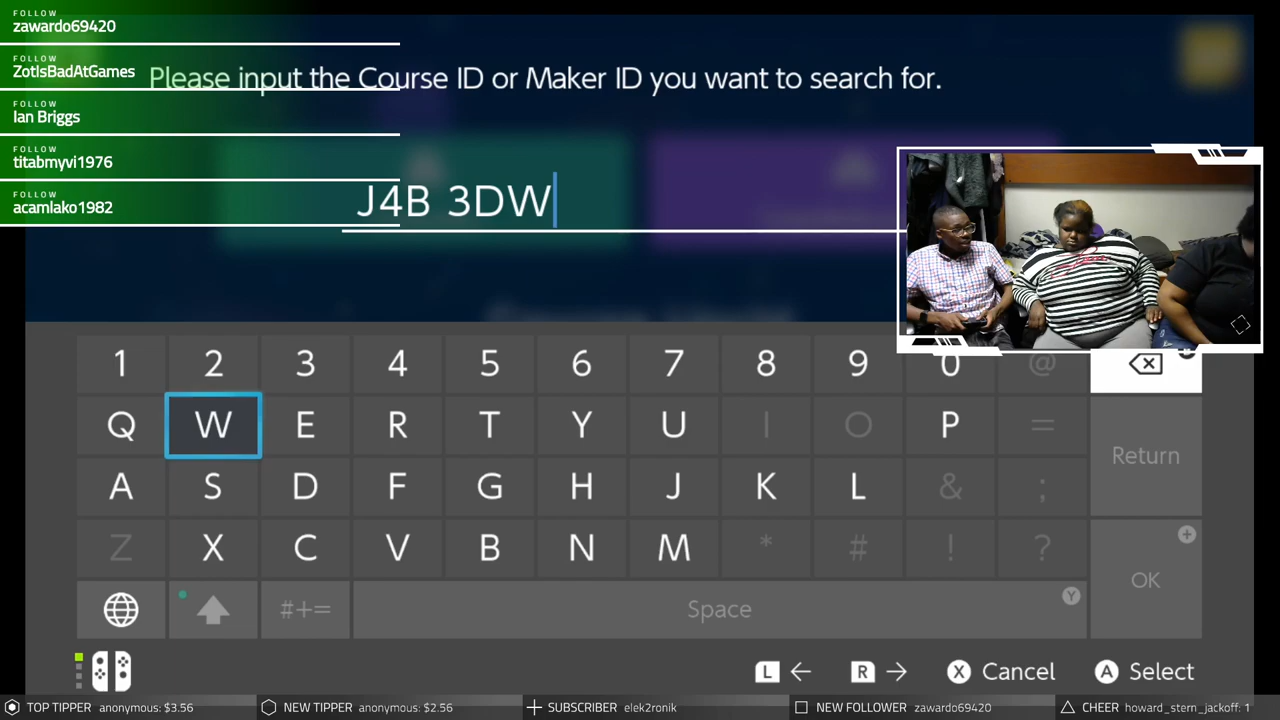 FOLLOW
zawardo69420
FOLLOW
ZotIsBadAtGames
FOLLOW
Ian Briggs
FOLLOW
titabmyvi1976
FOLLOW
acamlako1982
Please input the Course ID or Maker ID you want to search for.
J4B 3DW
1 2 3 4 5 6 7 8 9 0 @
Q W E R T Y U I O P =
Return
A S D F G H J K L & ;
Z X C V B N M * # ! ?
+
OK
#+= Space Y
L ← R → X Cancel A Select
TOP TIPPER anonymous: $3.56 NEW TIPPER anonymous: $2.56 SUBSCRIBER elek2ronik NEW FOLLOWER zawardo69420 CHEER howard_stern_jackoff: 1